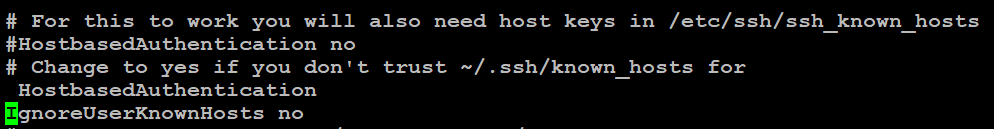 # For this to work you will also need host keys in /etc/ssh/ssh_known_hosts
#HostbasedAuthentication no
# Change to yes if you don't trust ~/.ssh/known_hosts for
 HostbasedAuthentication
IgnoreUserKnownHosts no